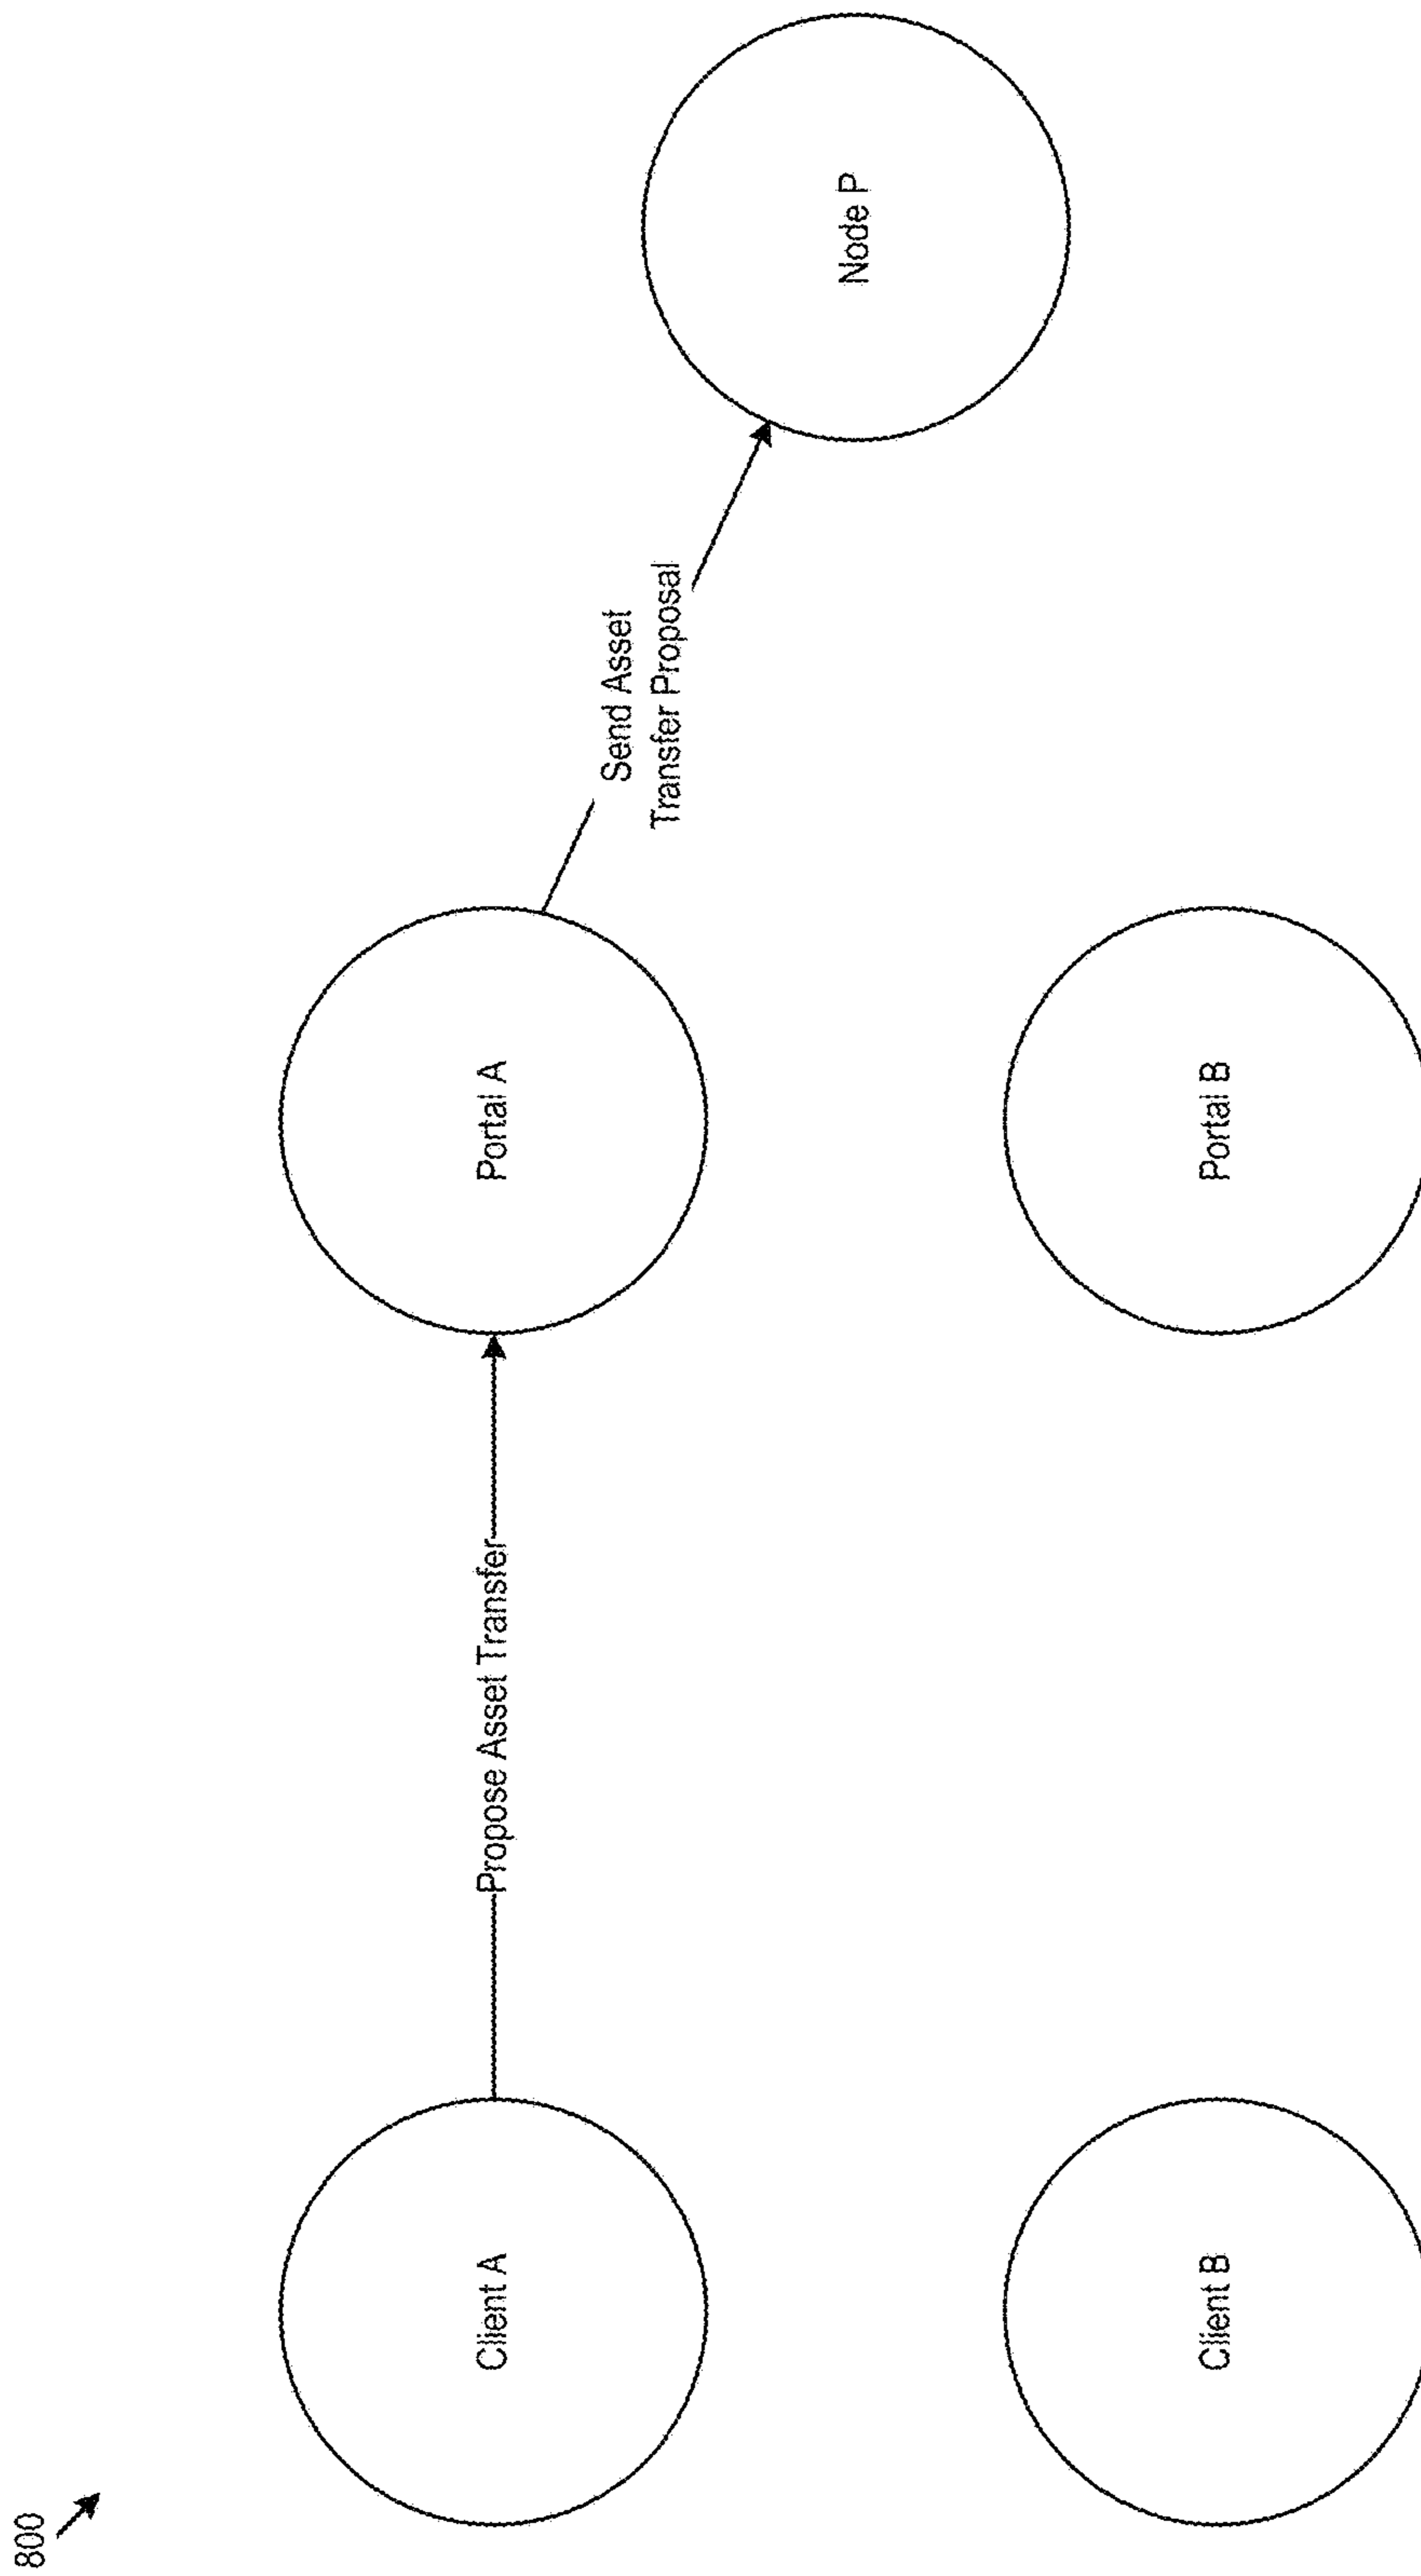 800
Client A
Propose Asset Transfer
Portal A
Send Asset
Transfer Proposal
Node P
Client B
Portal B